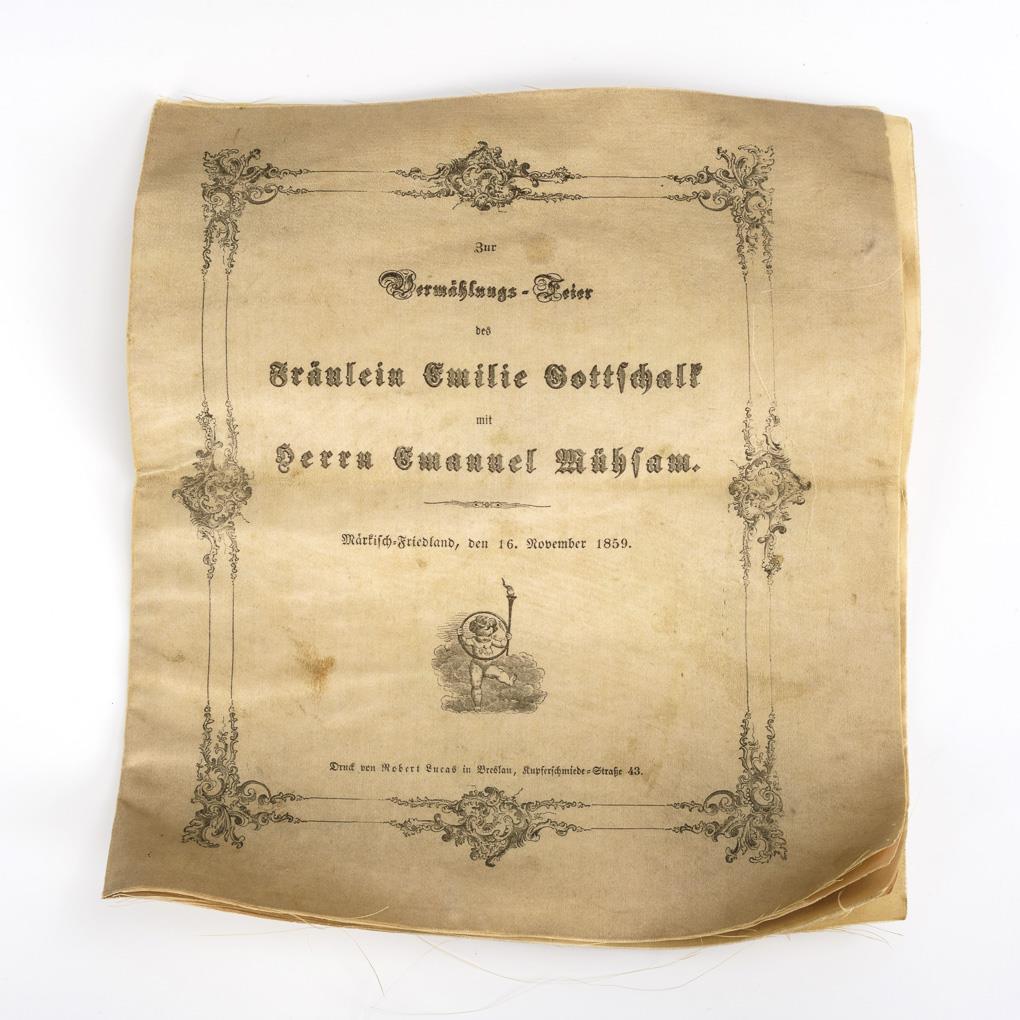 Zur
Vermählungs-Feier
des
Fräulein Emilie Gottschalk
mit
Herrn Emanuel Mühsam.
Märkisch-Friedland, den 16. November 1859.
Druck von Robert Lucas in Breslau, Kupferschmiede-Straße 43.